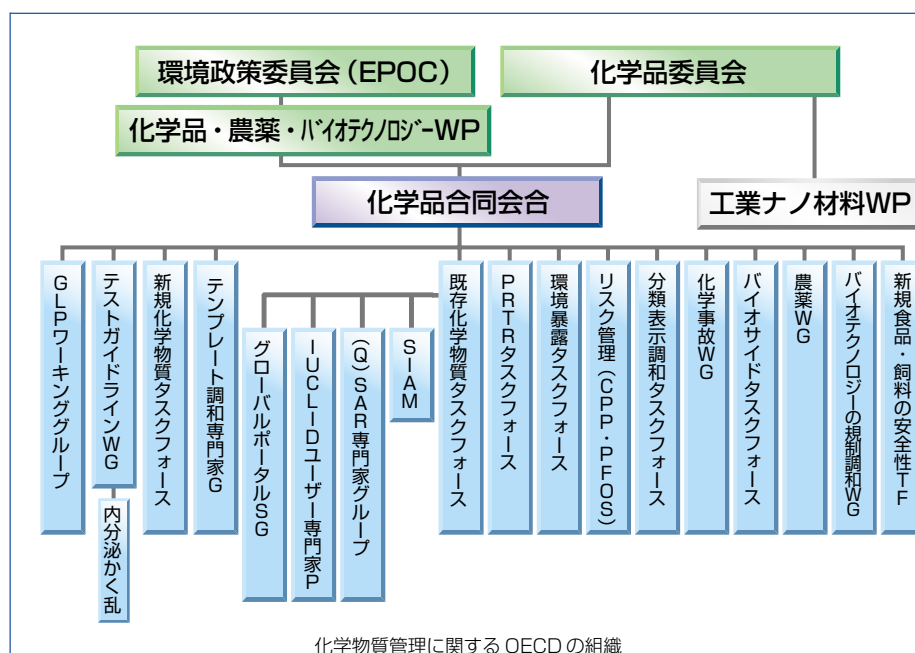 環境政策委員会（EPOC）
化学品委員会
化学品・農薬・ﾊﾞｲｵﾃｸﾉﾛｼﾞｰWP
化学品合同会合
工業ナノ材料WP
GLPワーキンググループ
テストガイドラインWG
内分泌かく乱
新規化学物質タスクフォース
テンプレート調和専門家G
グローバルポータルSG
IUCLIDユーザー専門家P
(Q)SAR専門家グループ
SIAM
既存化学物質タスクフォース
PRTRタスクフォース
環境暴露タスクフォース
リスク管理（CPP・PFOS）
分類表示調和タスクフォース
化学事故WG
バイオサイドタスクフォース
農薬WG
バイオテクノロジーの規制調和WG
新規食品・飼料の安全性TF
化学物質管理に関するOECDの組織